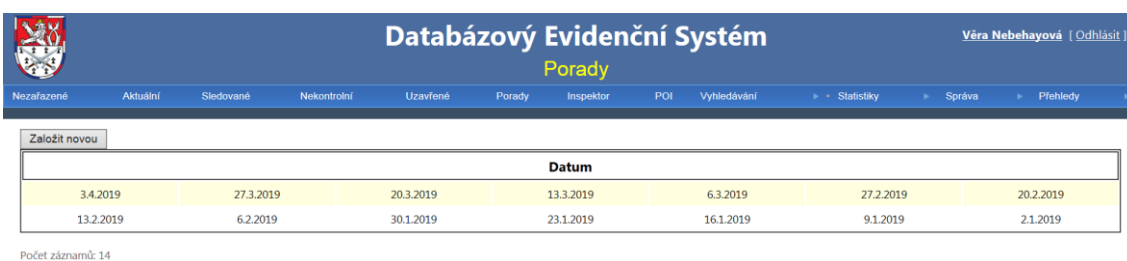 Databázový Evidenční Systém
Věra Nebehayová [ Odhlásit ]
Porady
Nezařazené Aktuální Sledované Nekontrolní Uzavřené Porady Inspektor POI Vyhledávání Statistiky Správa Přehledy
Založit novou
Datum
3.4.2019 27.3.2019 20.3.2019 13.3.2019 6.3.2019 27.2.2019 20.2.2019
13.2.2019 6.2.2019 30.1.2019 23.1.2019 16.1.2019 9.1.2019 2.1.2019
Počet záznamů: 14